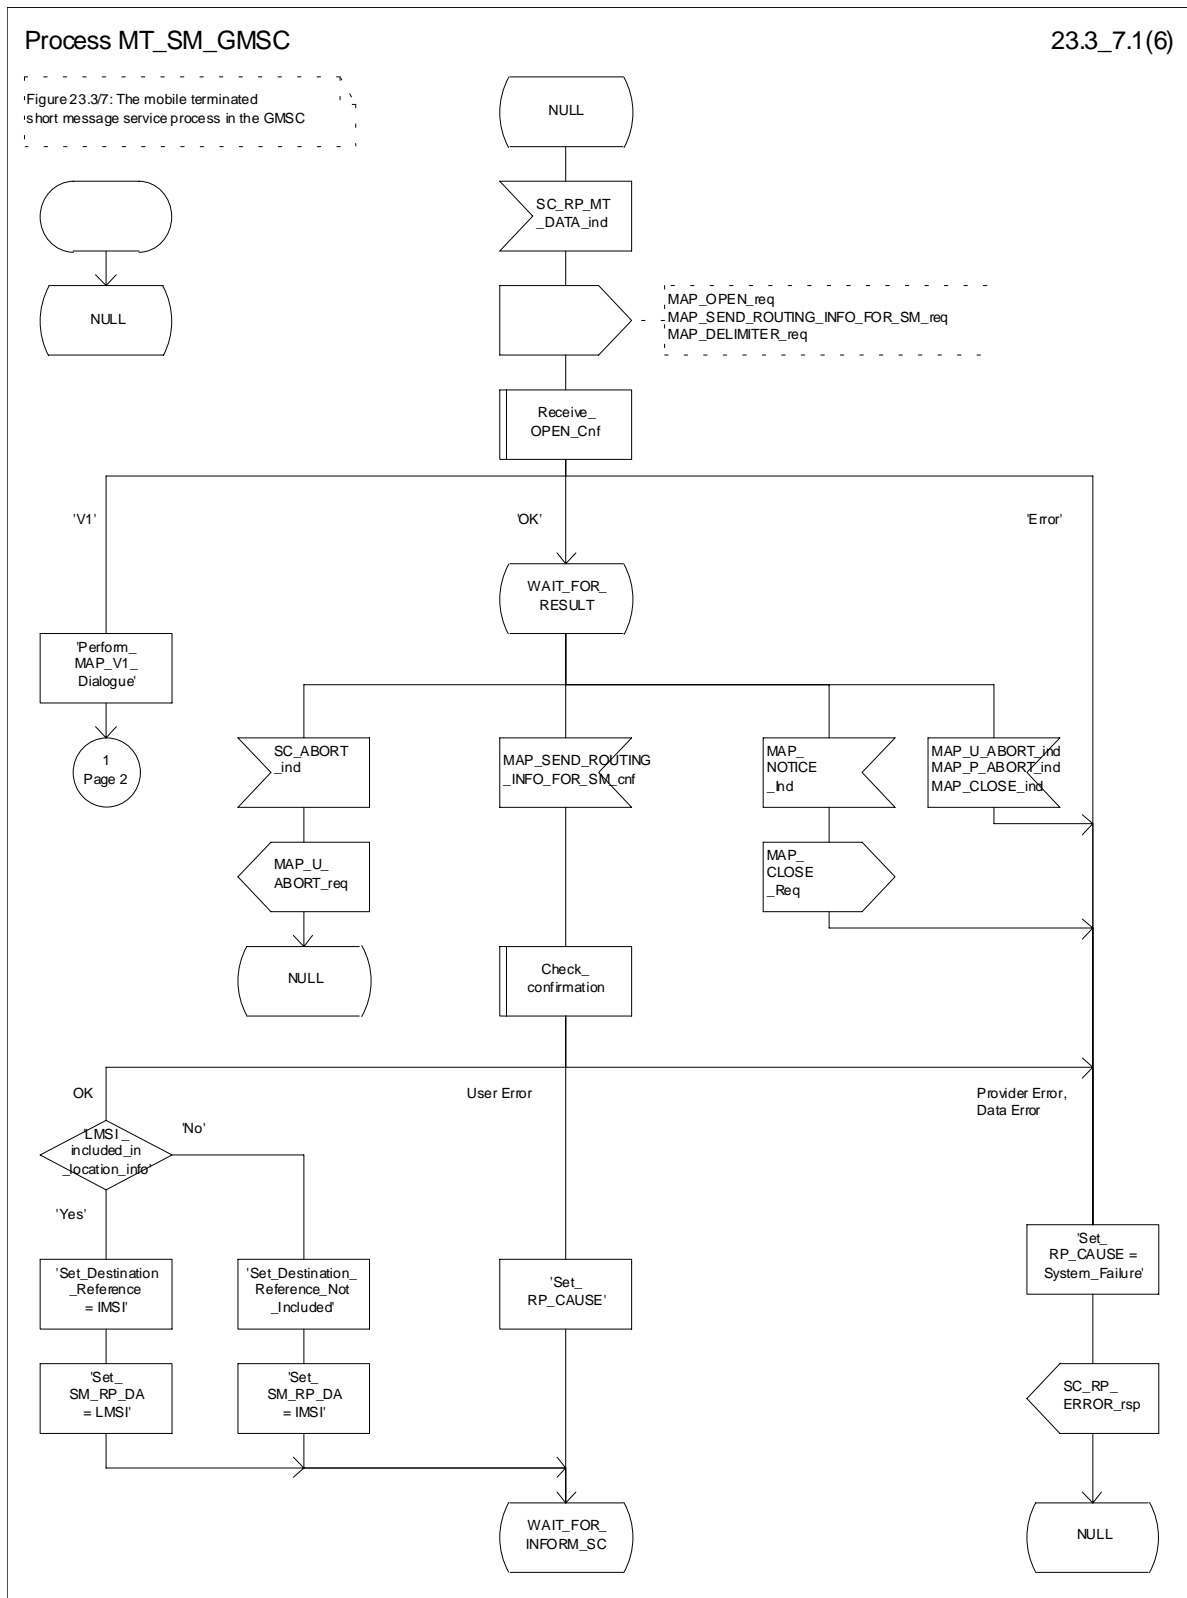 Process MT_SM_GMSC
23.3_7.1(6)
Figure 23.3/7: The mobile terminated
short message service process in the GMSC
NULL
SC_RP_MT
_DATA_ind
NULL
MAP_OPEN_req
MAP_SEND_ROUTING_INFO_FOR_SM_req
MAP_DELIMITER_req
Receive_
OPEN_Cnf
'V1'
'OK'
'Error'
WAIT_FOR_
RESULT
'Perform_
MAP_V1_
Dialogue'
1
Page 2
SC_ABORT
_ind
MAP_SEND_ROUTING
_INFO_FOR_SM_cnf
MAP_
NOTICE
_Ind
MAP_U_ABORT_ind
MAP_P_ABORT_ind
MAP_CLOSE_ind
MAP_U_
ABORT_req
MAP_
CLOSE
_Req
NULL
Check_
confirmation
OK
User Error
Provider Error,
Data Error
'LMSI_
included_in
_location_info'
'No'
'Yes'
'Set_Destination
_Reference
= IMSI'
'Set_Destination_
Reference_Not
_Included'
'Set_
RP_CAUSE'
'Set_
RP_CAUSE =
System_Failure'
'Set_
SM_RP_DA
= LMSI'
'Set_
SM_RP_DA
= IMSI'
SC_RP_
ERROR_rsp
WAIT_FOR_
INFORM_SC
NULL